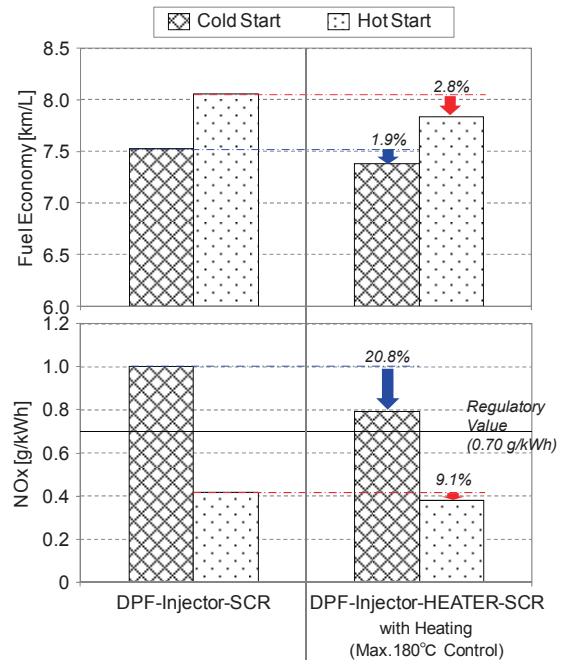 Cold Start Hot Start
Fuel Economy [km/L]
8.5
8.0
7.5
7.0
6.5
6.0
1.9%
2.8%
NOx [g/kWh]
1.2
1.0
0.8
0.6
0.4
0.2
0
20.8%
Regulatory
Value
(0.70 g/kWh)
9.1%
DPF-Injector-SCR
DPF-Injector-HEATER-SCR
with Heating
(Max.180℃ Control)